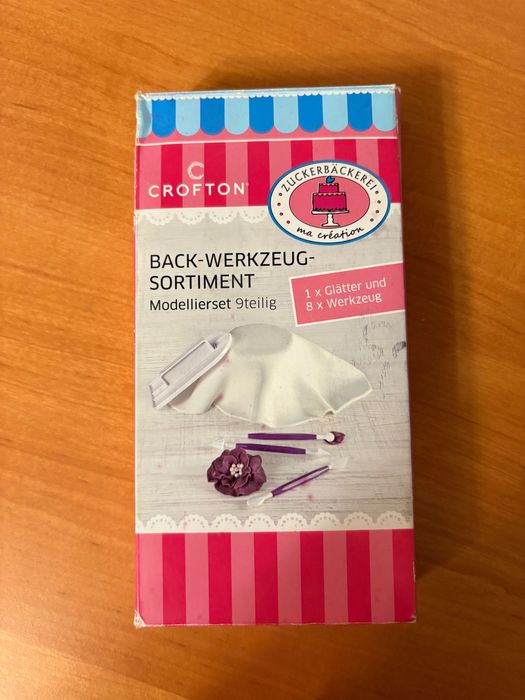 CROFTON
ZUCKERBÄCKEREI
ma création
BACK-WERKZEUG-
SORTIMENT
Modellierset 9teilig
1 x Glätter und
8 x Werkzeug